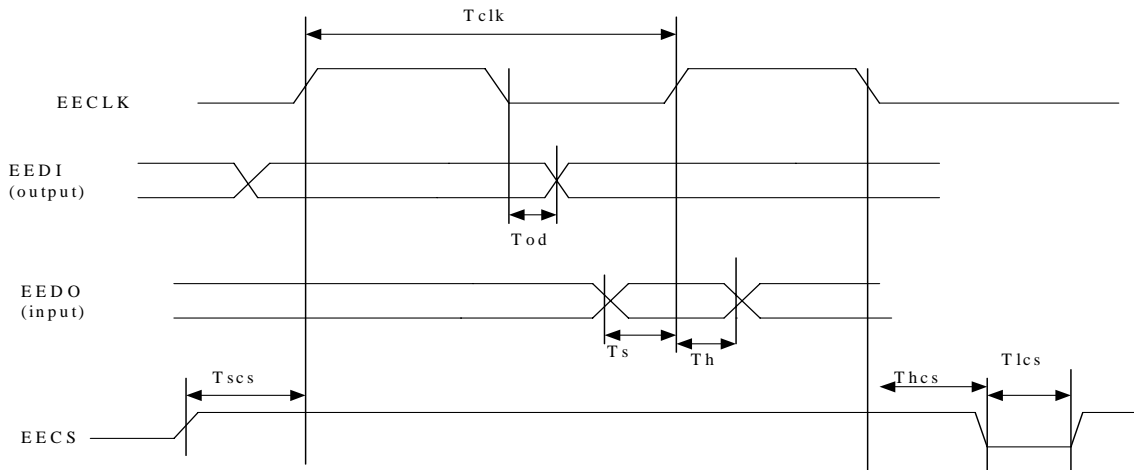 Tclk
EECLK
EEDI
(output)
Tod
EEDO
(input)
Ts
Th
Tscs
Thcs
Tlcs
EECS